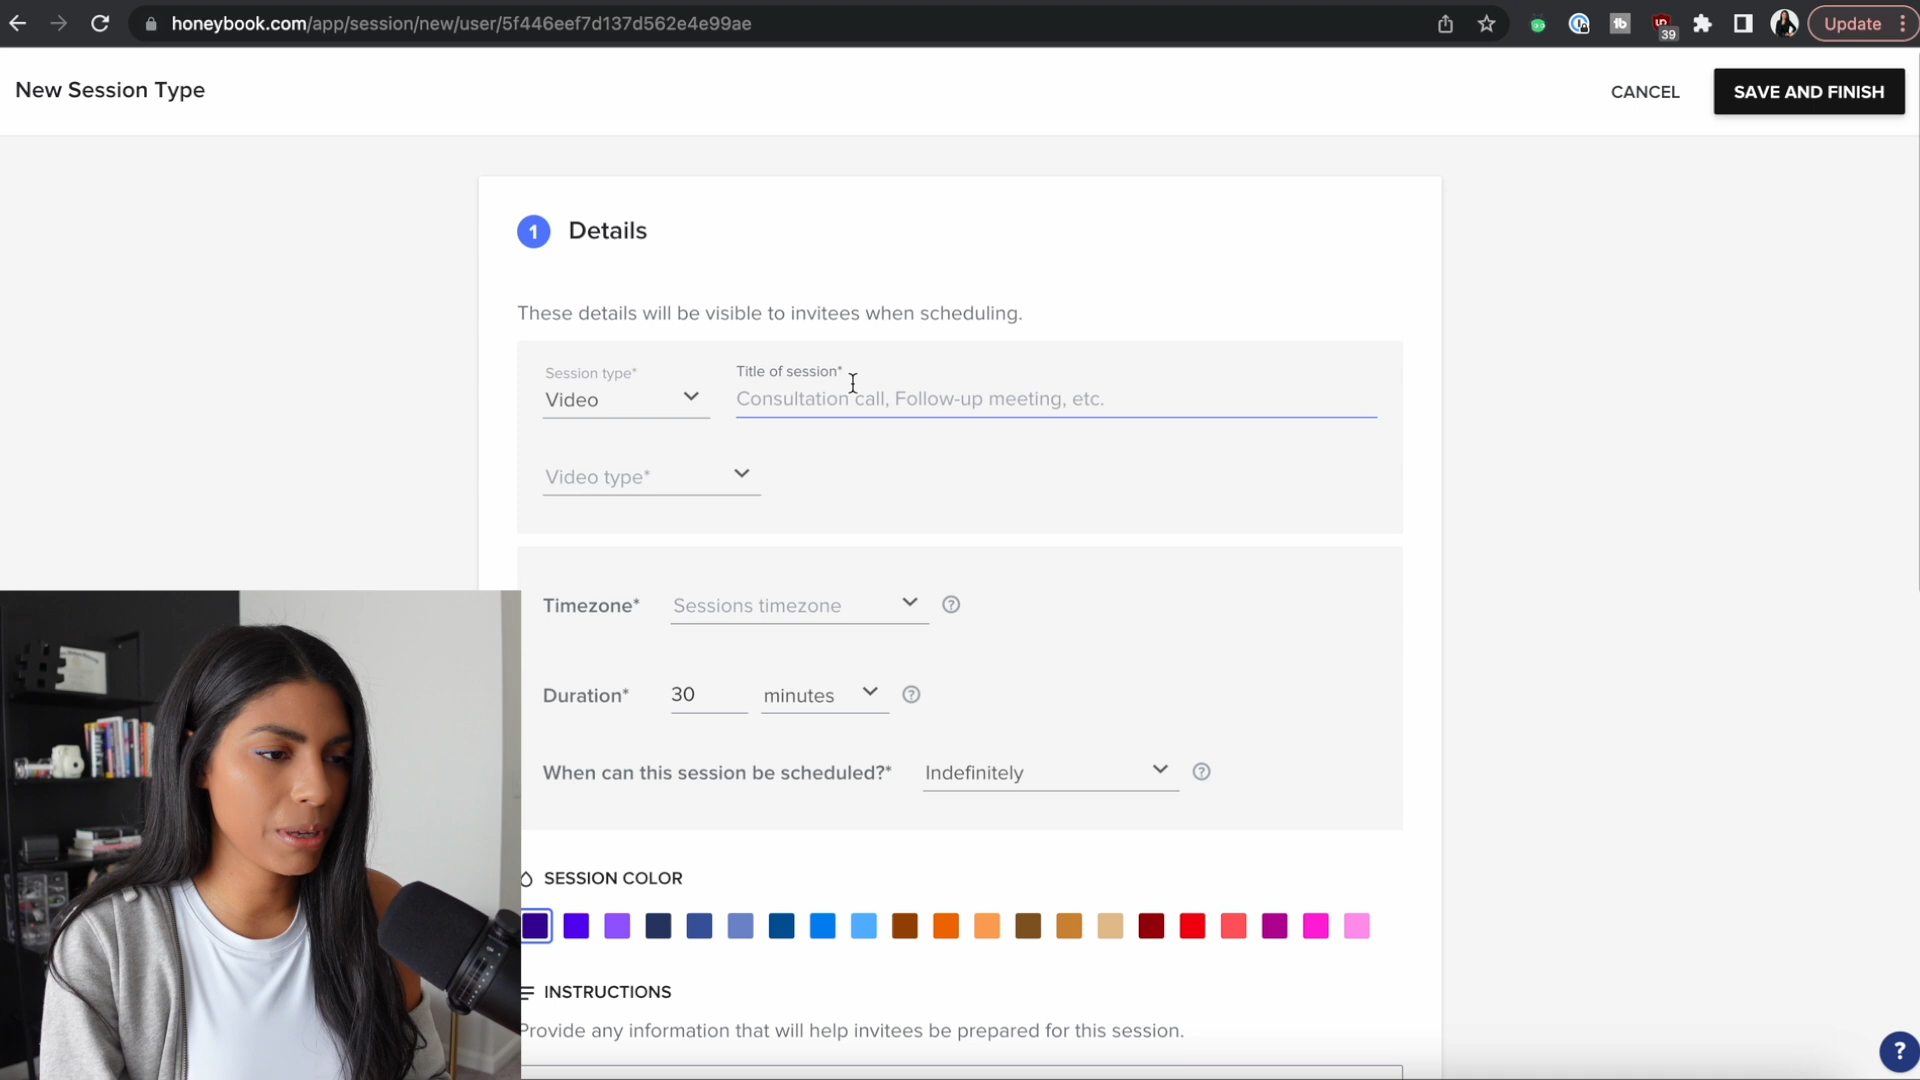 honeybook.com/app/session/new/user/5f446eef7d137d562e4e99ae
39
Update
New Session Type
CANCEL
SAVE AND FINISH
1 Details
These details will be visible to invitees when scheduling.
Session type*
Title of session*
Video
Consultation call, Follow-up meeting, etc.
Video type*
Timezone* Sessions timezone ?
Duration* 30 minutes ?
When can this session be scheduled?* Indefinitely ?
SESSION COLOR
INSTRUCTIONS
Provide any information that will help invitees be prepared for this session.
?